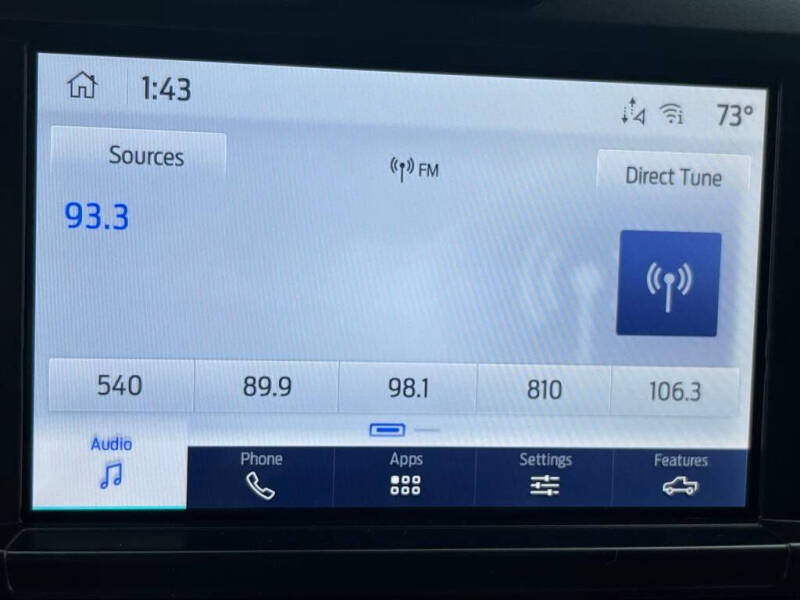 1:43
73°
Sources
FM
Direct Tune
93.3
540 89.9 98.1 810 106.3
Audio Phone Apps Settings Features